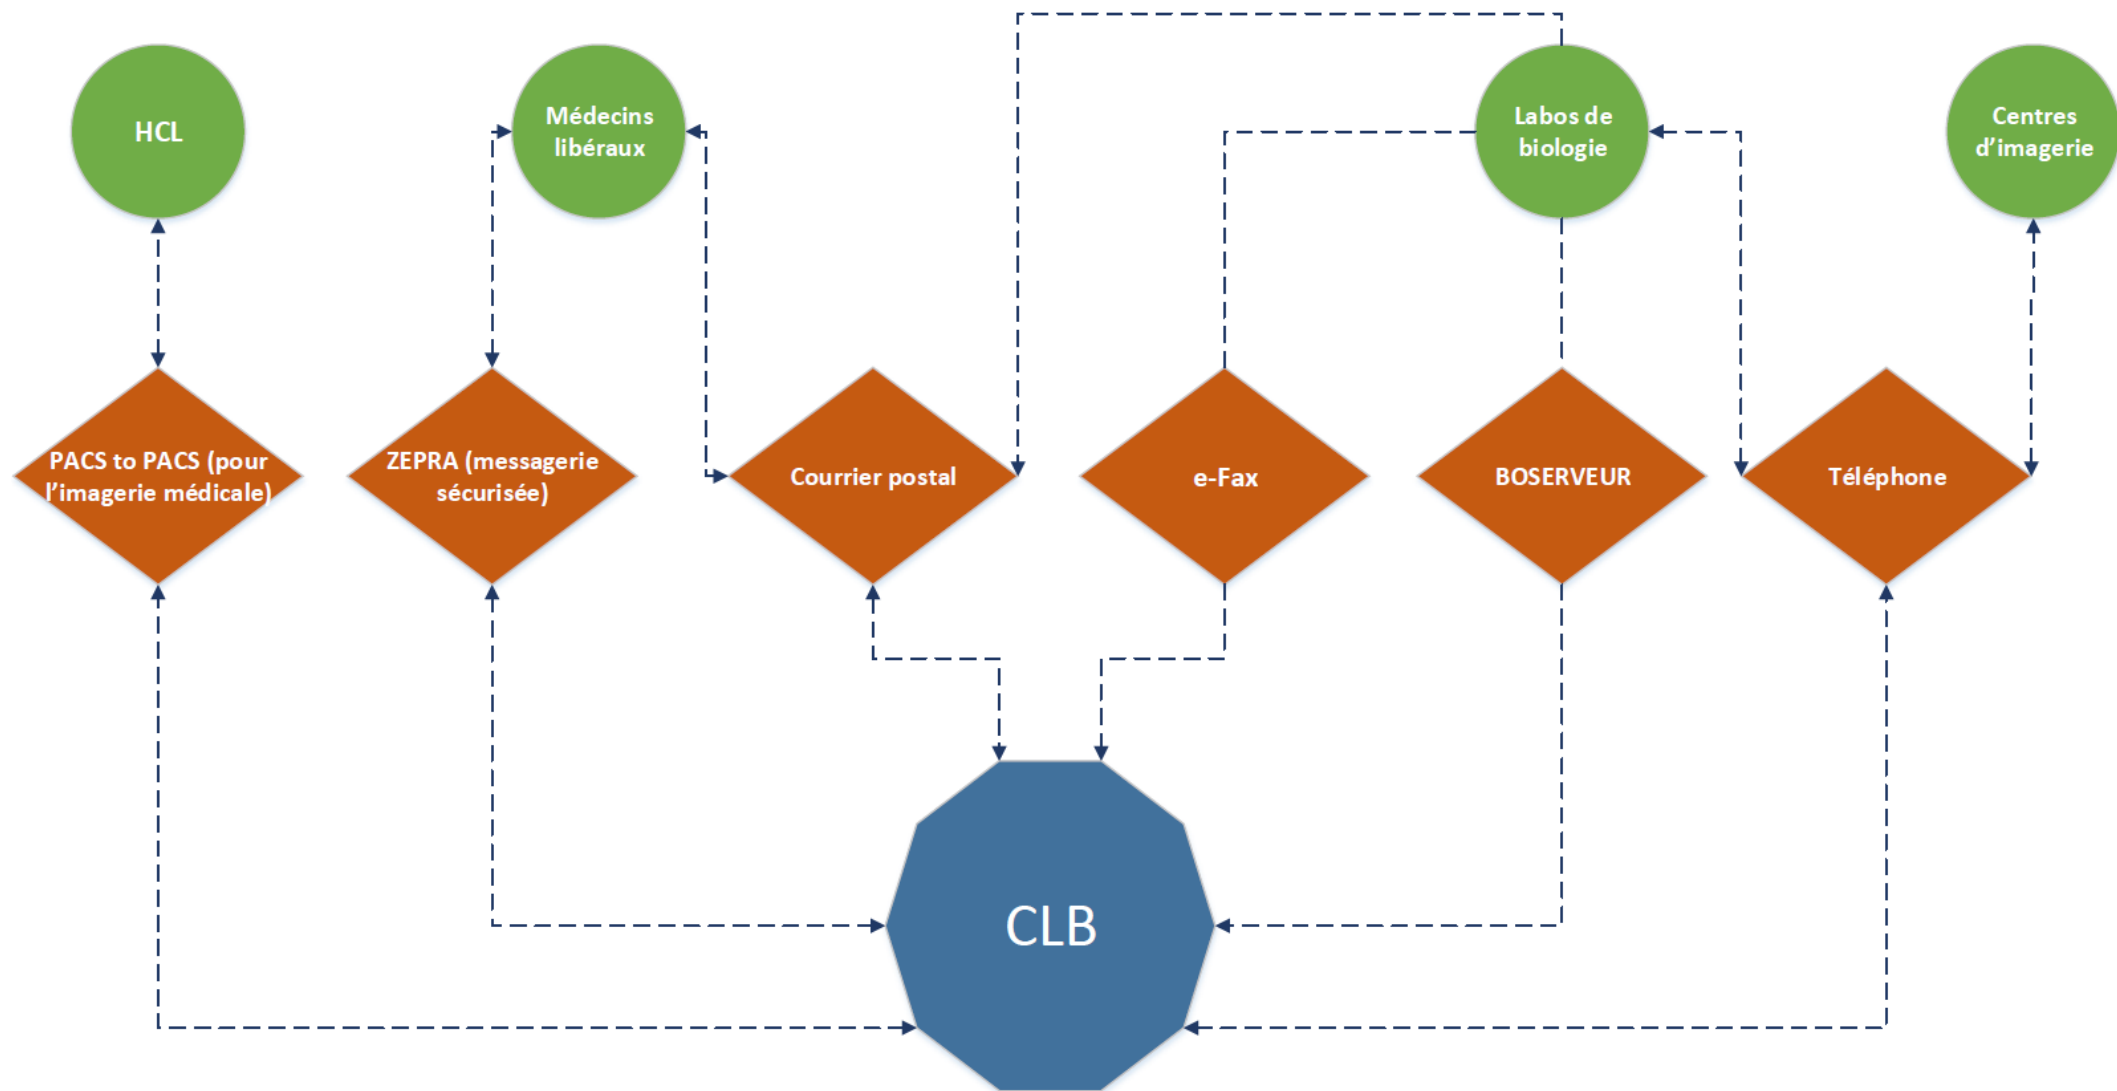 HCL
Médecins
libéraux
Labos de
biologie
Centres
d’imagerie
PACS to PACS (pour
l’imagerie médicale)
ZEPRA (messagerie
sécurisée)
Courrier postal
e-Fax
BOSERVEUR
Téléphone
CLB